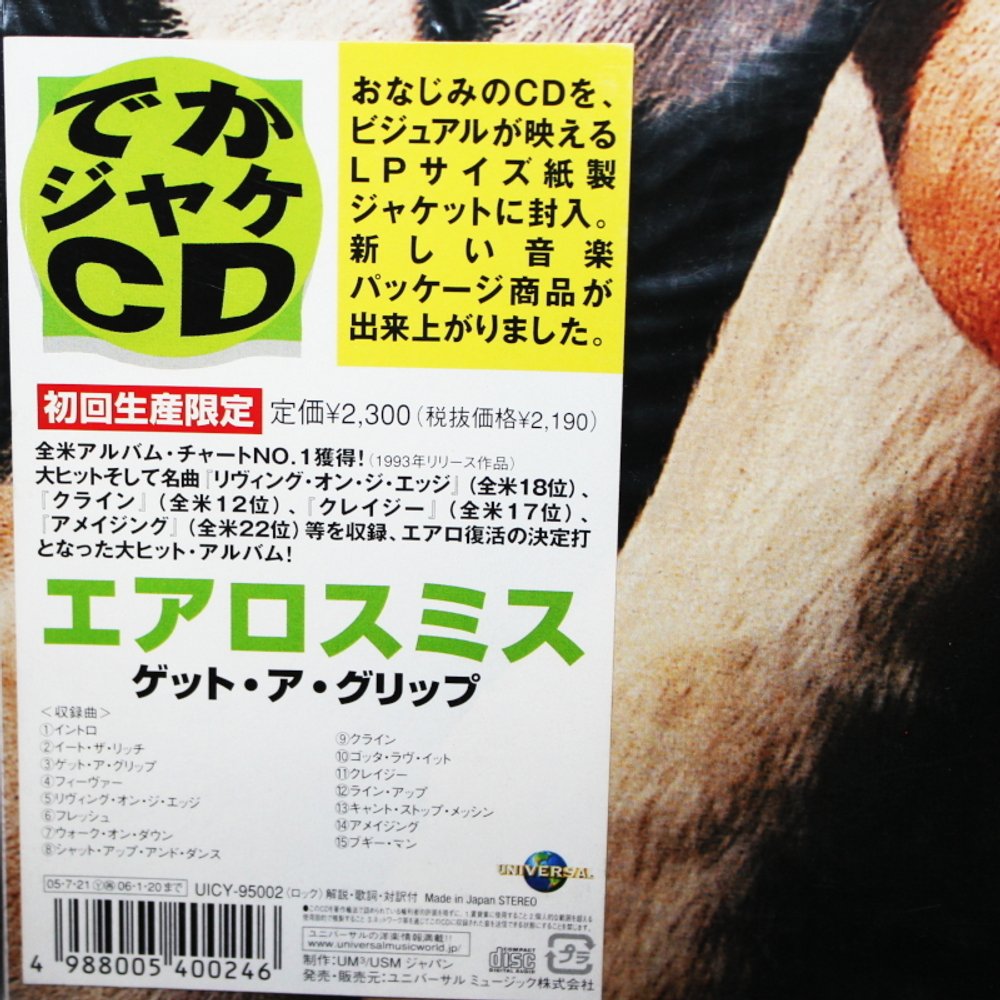 でか
ジャケ
CD
おなじみのCDを、
ビジュアルが映える
LPサイズ紙製
ジャケットに封入。
新しい音楽
パッケージ商品が
出来上がりました。
初回生産限定 定価¥2,300(税抜価格¥2,190)
全米アルバム・チャートNO.1獲得!(1993年リリース作品)
大ヒットそして名曲『リヴィング・オン・ジ・エッジ』(全米18位)、
『クライン』(全米12位)、『クレイジー』(全米17位)、
『アメイジング』(全米22位)等を収録、エアロ復活の決定打
となった大ヒット・アルバム!
エアロスミス
ゲット・ア・グリップ
<収録曲>
①イントロ
②イート・ザ・リッチ
③ゲット・ア・グリップ
④フィーヴァー
⑤リヴィング・オン・ジ・エッジ
⑥フレッシュ
⑦ウォーク・オン・ダウン
⑧シャット・アップ・アンド・ダンス
⑨クライン
⑩ゴッタ・ラヴ・イット
⑪クレイジー
⑫ライン・アップ
⑬キャント・ストップ・メッシン
⑭アメイジング
⑮ブギー・マン
UNIVERSAL
05・7・21 Ⓨ 06・1・20まで UICY-95002(ロック)解説・歌詞・対訳付 Made in Japan STEREO
ユニバーサルの洋楽情報満載!!
www.universalmusicworld.jp/
COMPACT
disc
DIGITAL AUDIO
プラ
制作:UM³/USM ジャパン
発売・販売元:ユニバーサル ミュージック株式会社
4 988005 400246